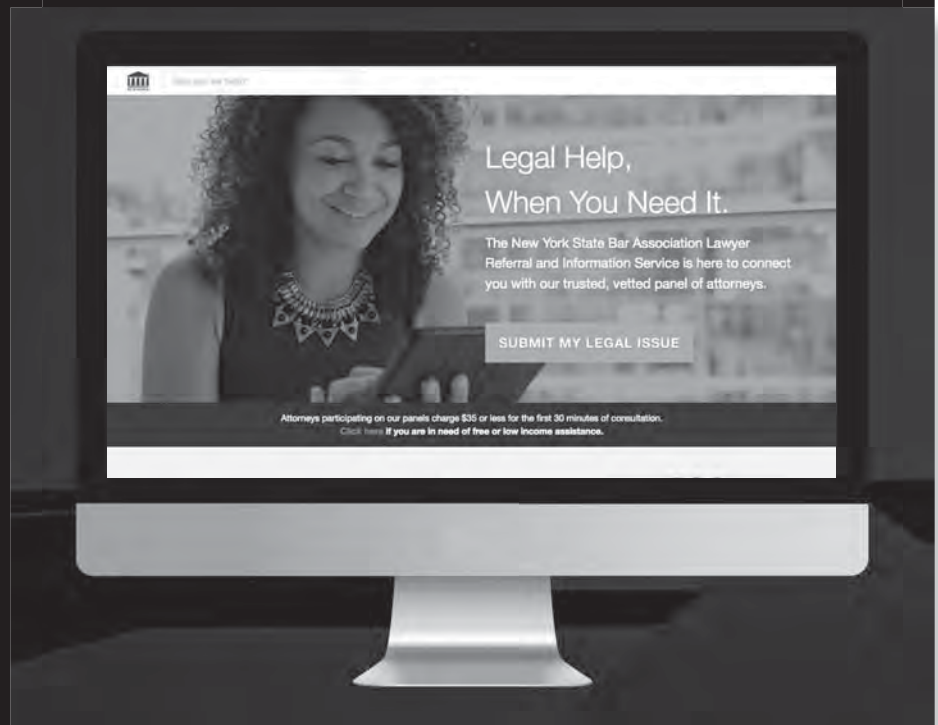 Legal Help,
When You Need It.
The New York State Bar Association Lawyer
Referral and Information Service is here to connect
you with our trusted, vetted panel of attorneys.
SUBMIT MY LEGAL ISSUE
Attorneys participating on our panels charge $35 or less for the first 30 minutes of consultation.
Click here if you are in need of free or low income assistance.